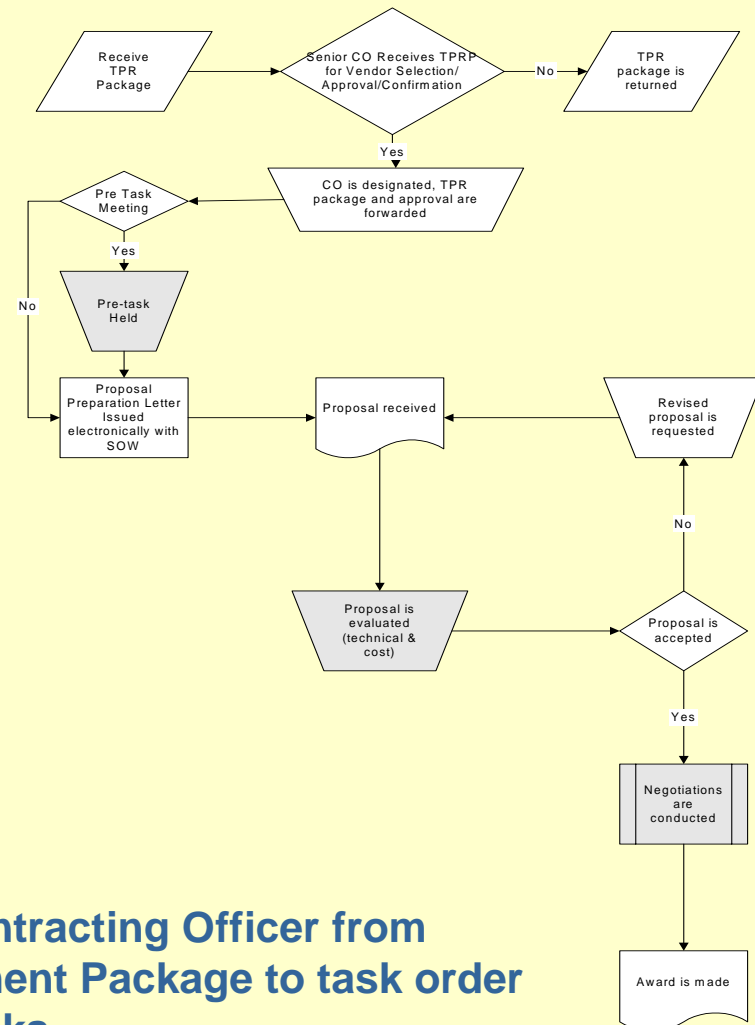 Receive
TPR
Package
Senior CO Receives TPRP
for Vendor Selection/
Approval/Confirmation
No
TPR
package is
returned
Yes
CO is designated, TPR
package and approval are
forwarded
Pre Task
Meeting
Yes
No
Pre-task
Held
Proposal
Preparation Letter
Issued
electronically with
SOW
Proposal received
Revised
proposal is
requested
No
Proposal is
evaluated
(technical &
cost)
Proposal is
accepted
Yes
Negotiations
are
conducted
Award is made
ntracting Officer from
nent Package to task order